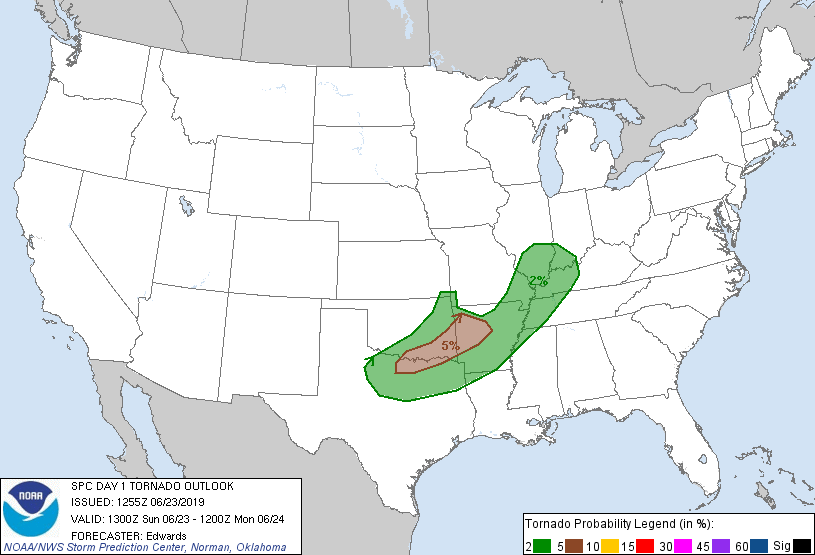 2%
5%
NOAA
SPC DAY 1 TORNADO OUTLOOK
ISSUED: 1255Z 06/23/2019
VALID: 1300Z Sun 06/23 - 1200Z Mon 06/24
FORECASTER: Edwards
NOAA/NWS Storm Prediction Center, Norman, Oklahoma
Tornado Probability Legend (in %):
2 5 10 15 30 45 60 Sig